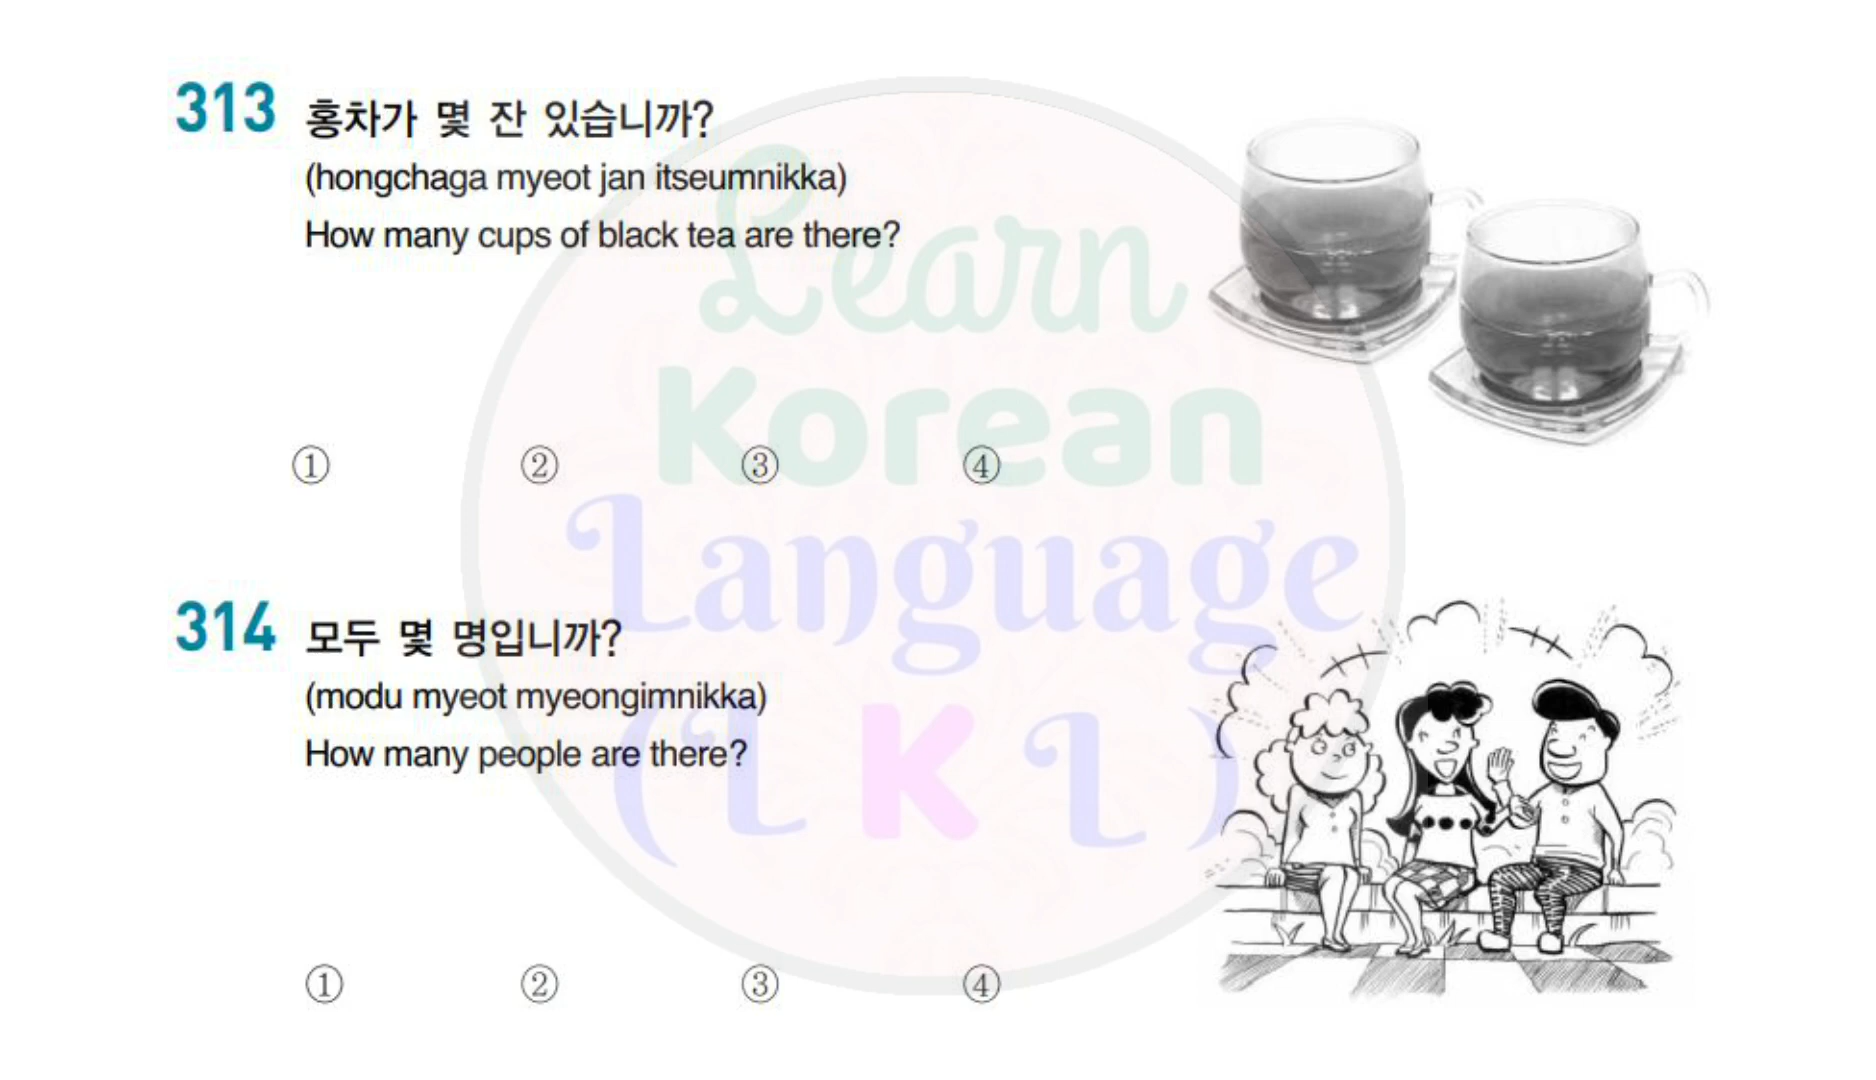 313 홍차가 몇 잔 있습니까?
(hongchaga myeot jan itseumnikka)
How many cups of black tea are there?
① ② ③ ④
314 모두 몇 명입니까?
(modu myeot myeongimnikka)
How many people are there?
① ② ③ ④
Learn
Korean
Language
(LKL)